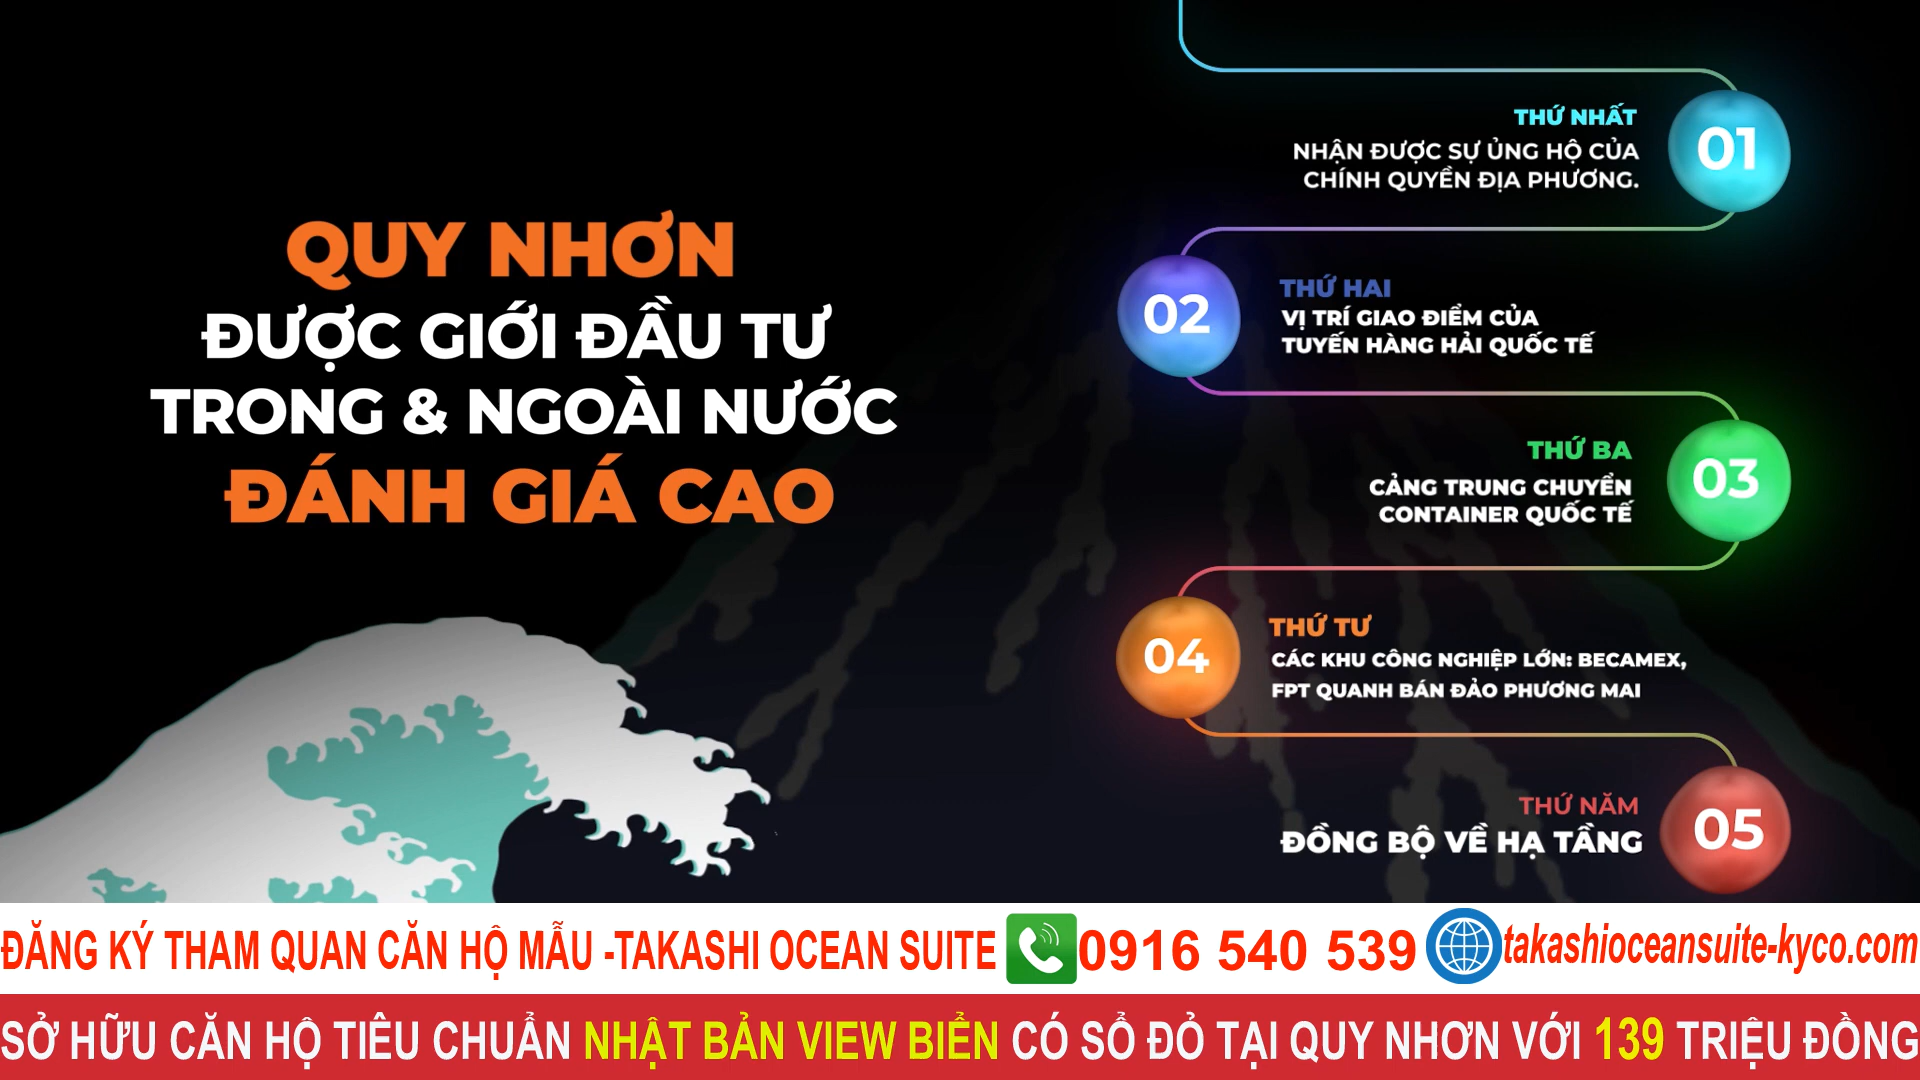 QUY NHƠN
ĐƯỢC GIỚI ĐẦU TƯ
TRONG & NGOÀI NƯỚC
ĐÁNH GIÁ CAO
THỨ NHẤT
01
NHẬN ĐƯỢC SỰ ỦNG HỘ CỦA
CHÍNH QUYỀN ĐỊA PHƯƠNG.
02
THỨ HAI
VỊ TRÍ GIAO ĐIỂM CỦA
TUYẾN HÀNG HẢI QUỐC TẾ
THỨ BA
03
CẢNG TRUNG CHUYỂN
CONTAINER QUỐC TẾ
04
THỨ TƯ
CÁC KHU CÔNG NGHIỆP LỚN: BECAMEX,
FPT QUANH BÁN ĐẢO PHƯƠNG MAI
THỨ NĂM
05
ĐỒNG BỘ VỀ HẠ TẦNG
ĐĂNG KÝ THAM QUAN CĂN HỘ MẪU -TAKASHI OCEAN SUITE 0916 540 539 takashioceansuite-kyco.com
SỞ HỮU CĂN HỘ TIÊU CHUẨN NHẬT BẢN VIEW BIỂN CÓ SỔ ĐỎ TẠI QUY NHƠN VỚI 139 TRIỆU ĐỒNG